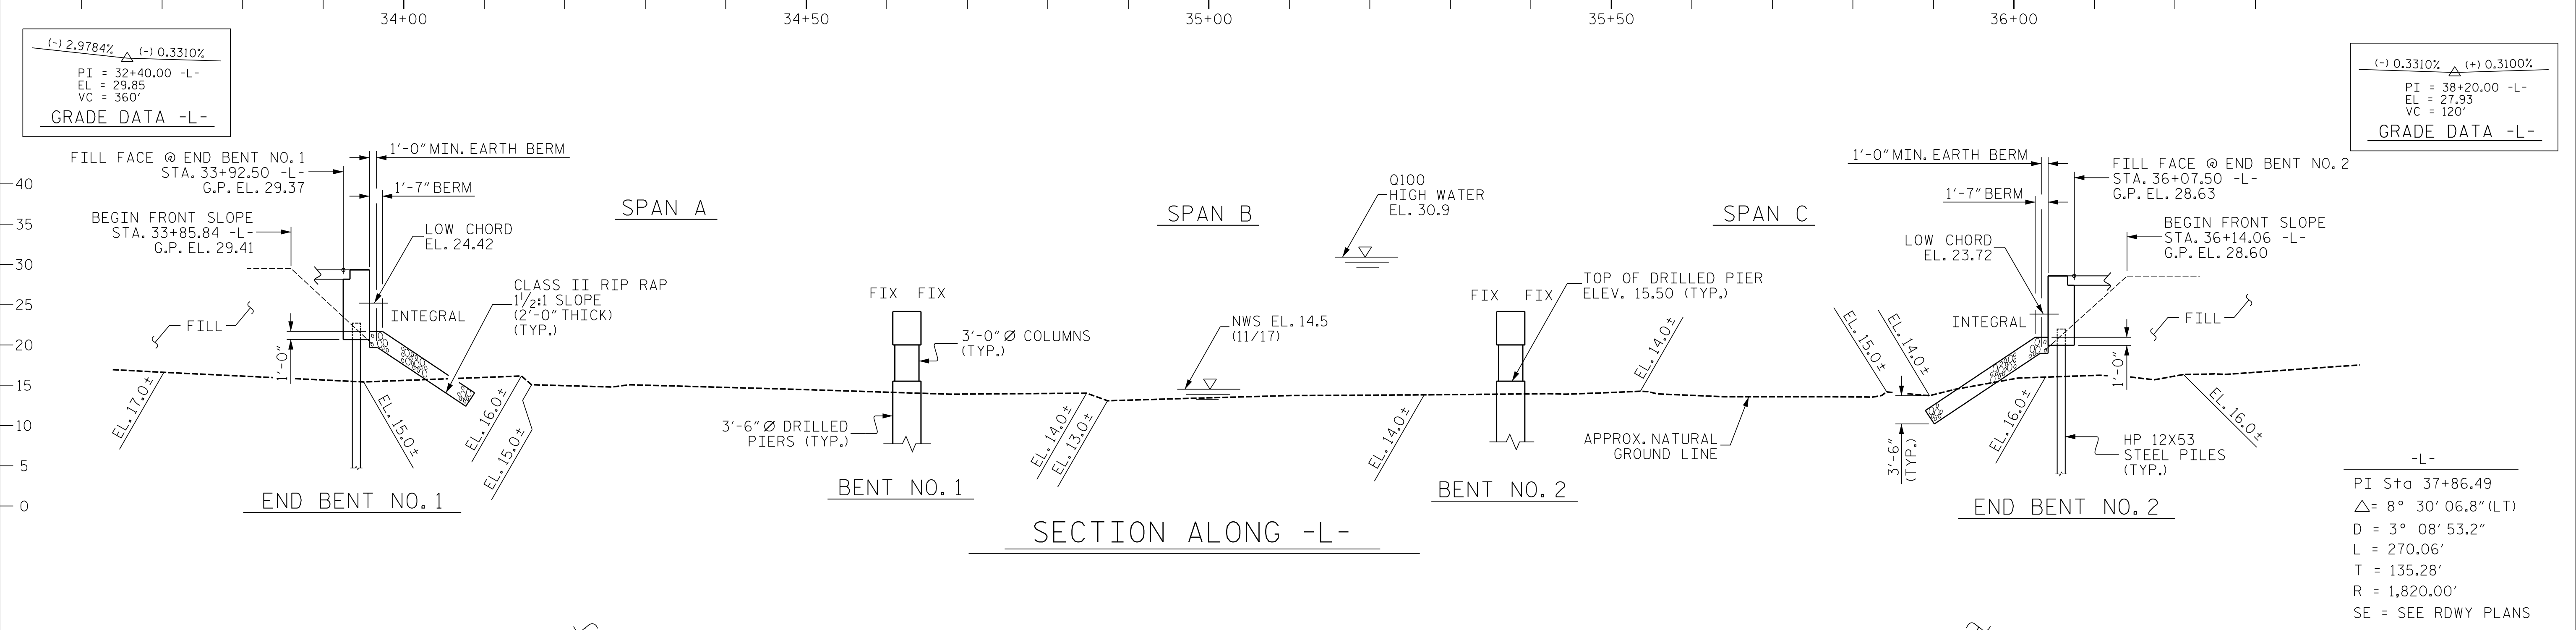 34+00
34+50
35+00
35+50
36+00
(-) 2.9784%
(-) 0.3310%
PI = 32+40.00 -L-
EL = 29.85
VC = 360'
GRADE DATA -L-
(-) 0.3310%
(+) 0.3100%
PI = 38+20.00 -L-
EL = 27.93
VC = 120'
GRADE DATA -L-
FILL FACE @ END BENT NO.1
STA. 33+92.50 -L-
G.P. EL. 29.37
1'-0" MIN. EARTH BERM
1'-7" BERM
BEGIN FRONT SLOPE
STA. 33+85.84 -L-
G.P. EL. 29.41
LOW CHORD
EL. 24.42
SPAN A
SPAN B
SPAN C
Q100
HIGH WATER
EL. 30.9
1'-0" MIN. EARTH BERM
1'-7" BERM
FILL FACE @ END BENT NO. 2
STA. 36+07.50 -L-
G.P. EL. 28.63
BEGIN FRONT SLOPE
STA. 36+14.06 -L-
G.P. EL. 28.60
LOW CHORD
EL. 23.72
40
35
30
25
20
15
10
5
0
CLASS II RIP RAP
1 1/2:1 SLOPE
(2'-0" THICK)
(TYP.)
INTEGRAL
FILL
1'-0"
FIX FIX
3'-0" Ø COLUMNS
(TYP.)
NWS EL. 14.5
(11/17)
FIX FIX
TOP OF DRILLED PIER
ELEV. 15.50 (TYP.)
INTEGRAL
FILL
1'-0"
EL. 17.0±
EL. 15.0±
EL. 16.0±
EL. 15.0±
3'-6" Ø DRILLED
PIERS (TYP.)
EL. 14.0±
EL. 13.0±
EL. 14.0±
EL. 14.0±
EL. 15.0±
EL. 14.0±
APPROX. NATURAL
GROUND LINE
3'-6"
(TYP.)
EL. 16.0±
EL. 16.0±
HP 12X53
STEEL PILES
(TYP.)
END BENT NO. 1
BENT NO. 1
BENT NO. 2
END BENT NO. 2
SECTION ALONG -L-
-L-
PI Sta 37+86.49
△= 8° 30' 06.8" (LT)
D = 3° 08' 53.2"
L = 270.06'
T = 135.28'
R = 1,820.00'
SE = SEE RDWY PLANS